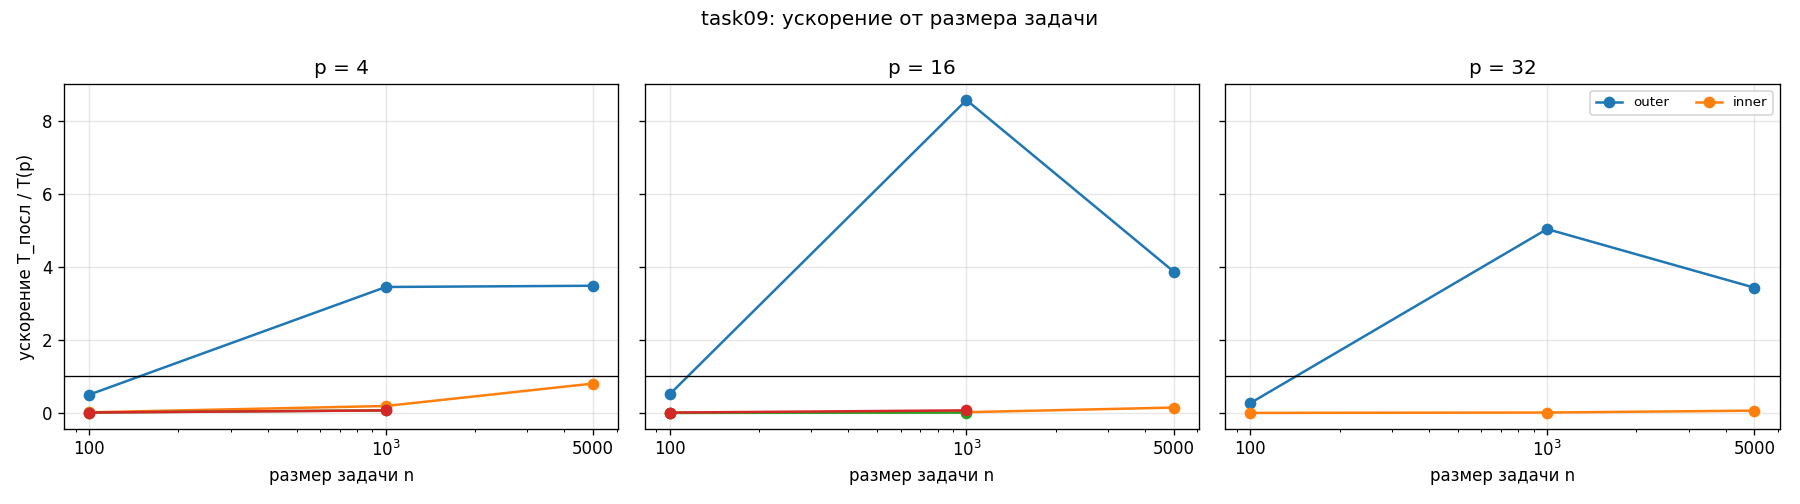 task09: ускорение от размера задачи
p = 4
p = 16
p = 32
ускорение T_посл / T(p)
8
6
4
2
0
outer inner
100 10³ 5000
100 10³ 5000
100 10³ 5000
размер задачи n
размер задачи n
размер задачи n